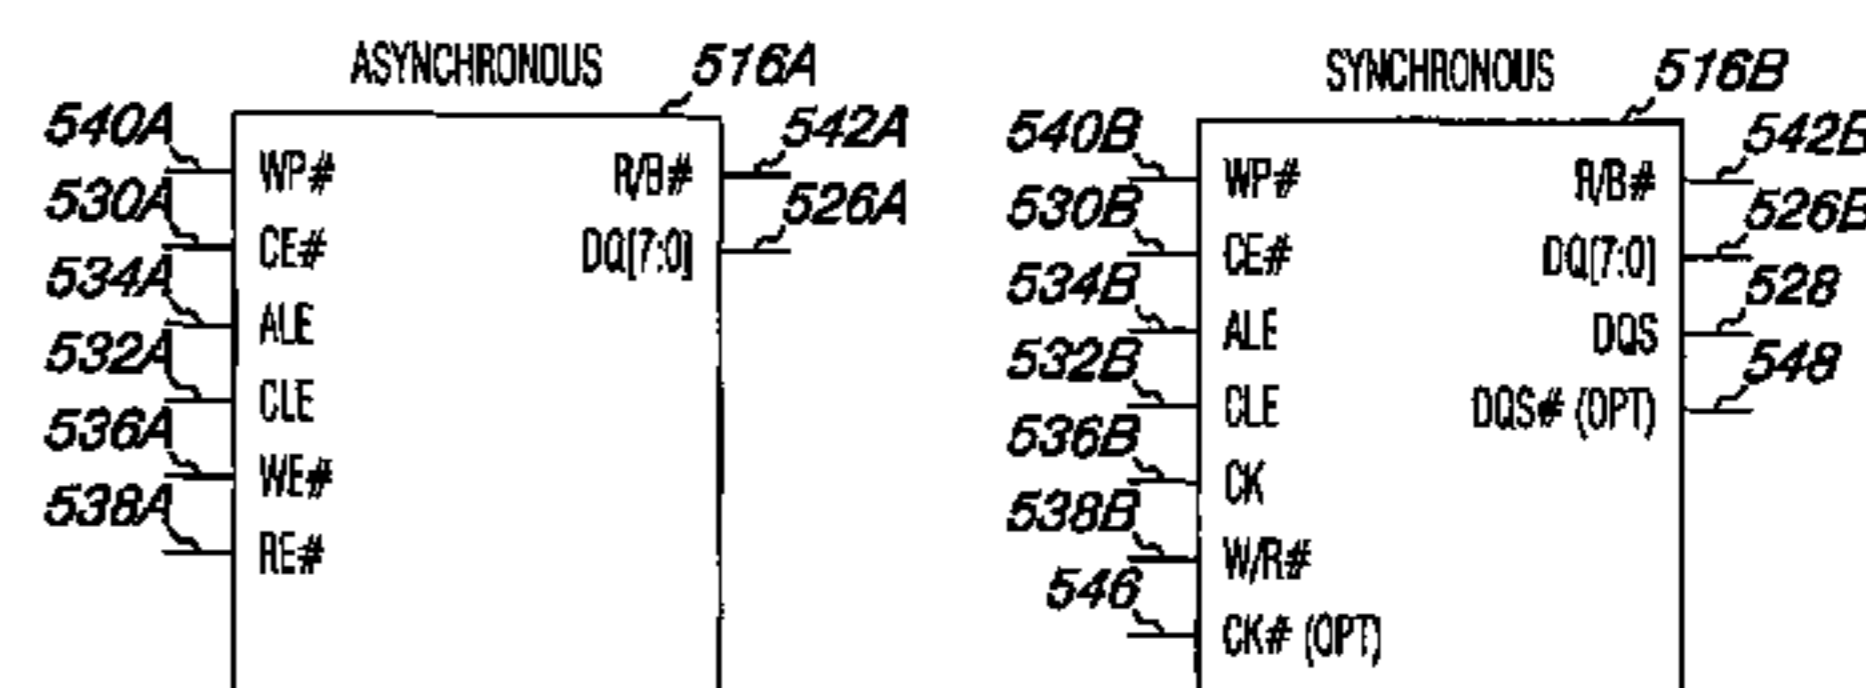 ASYNCHRONOUS 516A
540A WP# R/B# 542A
530A CE# DQ[7:0] 526A
534A ALE
532A CLE
536A WE#
538A RE#
SYNCHRONOUS 516B
540B WP# R/B# 542B
530B CE# DQ[7:0] 526B
534B ALE DQS 528
532B CLE DQS# (OPT) 548
536B CK
538B W/R#
546 CK# (OPT)